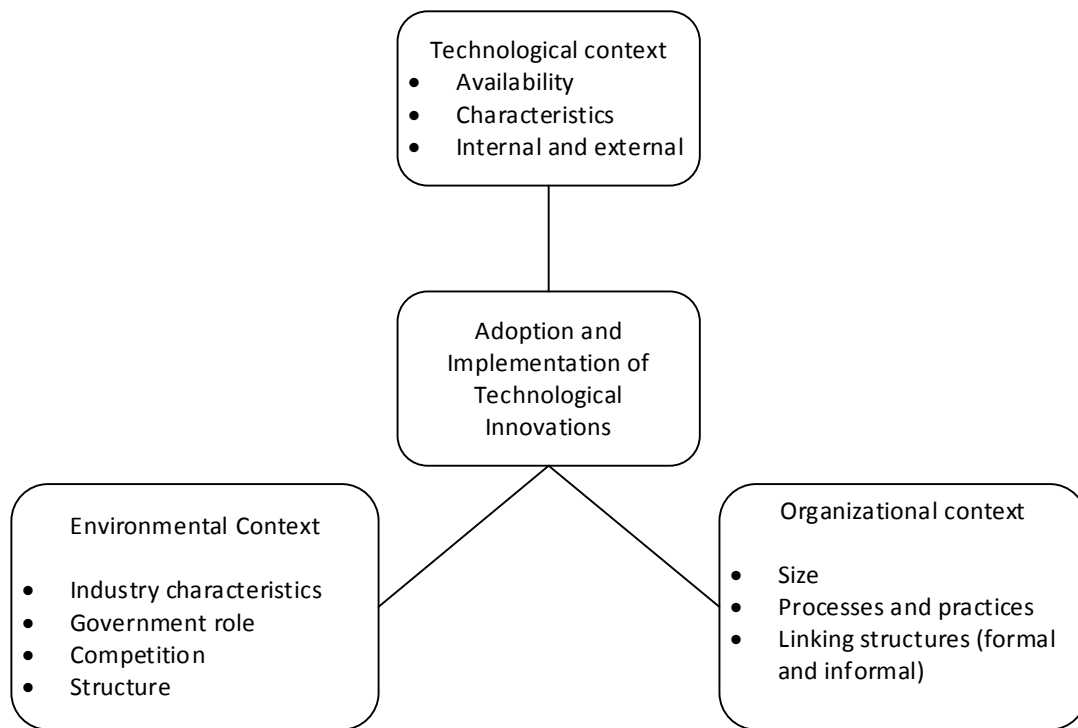 Technological context
• Availability
• Characteristics
• Internal and external
Adoption and
Implementation of
Technological
Innovations
Environmental Context
• Industry characteristics
• Government role
• Competition
• Structure
Organizational context
• Size
• Processes and practices
• Linking structures (formal
and informal)